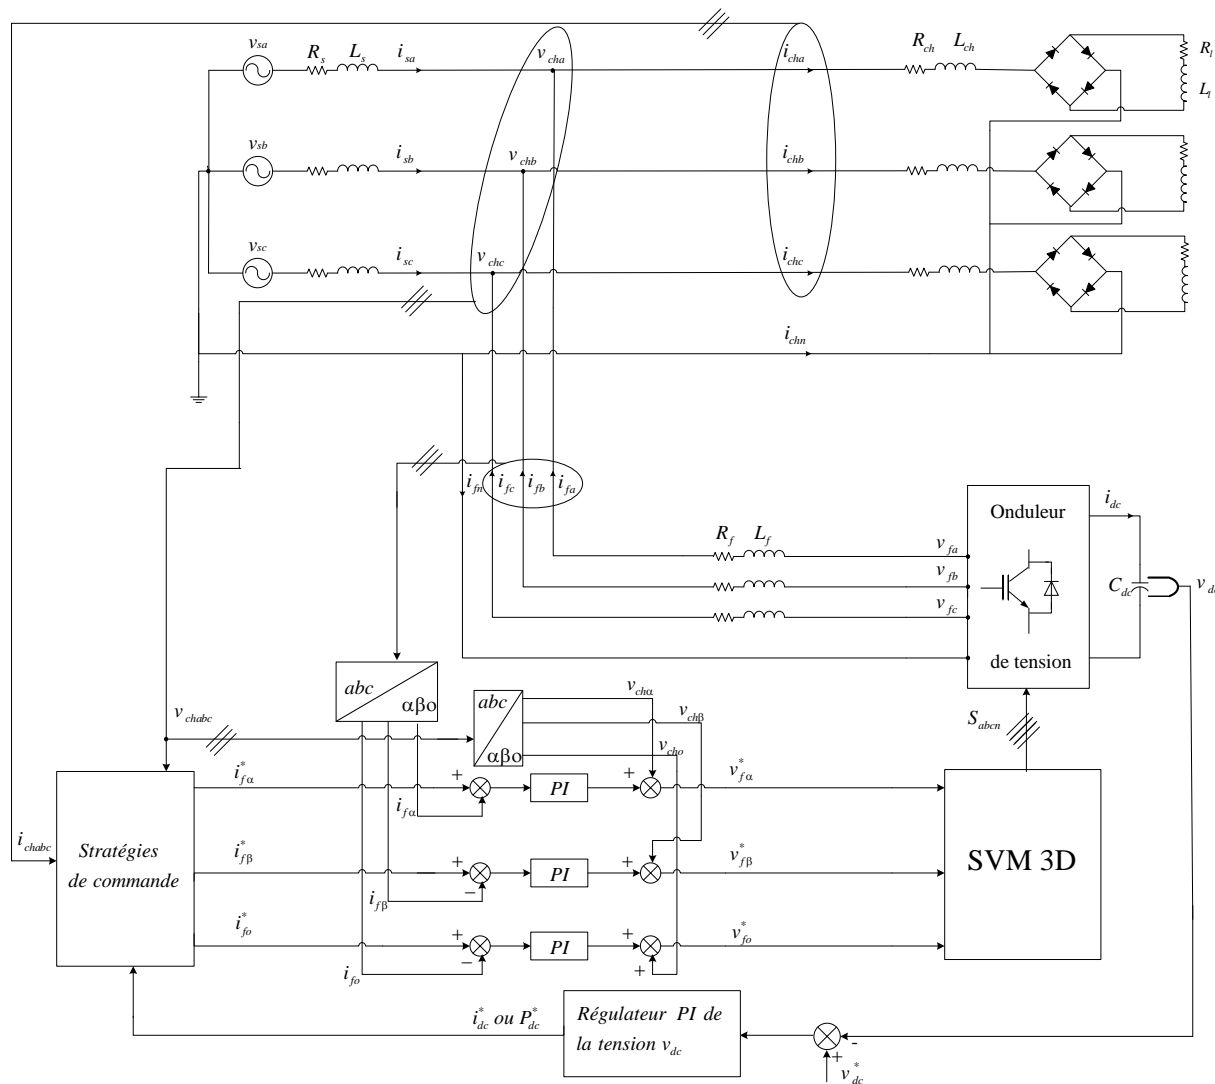 v_sa
R_s L_s i_sa v_cha i_cha R_ch L_ch R_l
L_l
v_sb i_sb v_chb i_chb
v_sc i_sc v_chc i_chc
i_chn
i_fn i_fc i_fb i_fa
R_f L_f v_fa
v_fb
v_fc
Onduleur
de tension
i_dc
C_dc
v_dc
abc
αβo
abc
αβo
v_chα
v_chβ
v_cho
v_chabc
S_abcn
i_chabc
Stratégies
de commande
i*_fα + i_fα PI + v*_fα
i*_fβ + − i_fβ PI + v*_fβ
i*_fo + − i_fo PI + + v*_fo
SVM 3D
i*_dc ou P*_dc
Régulateur PI de
la tension v_dc
-
+
v*_dc